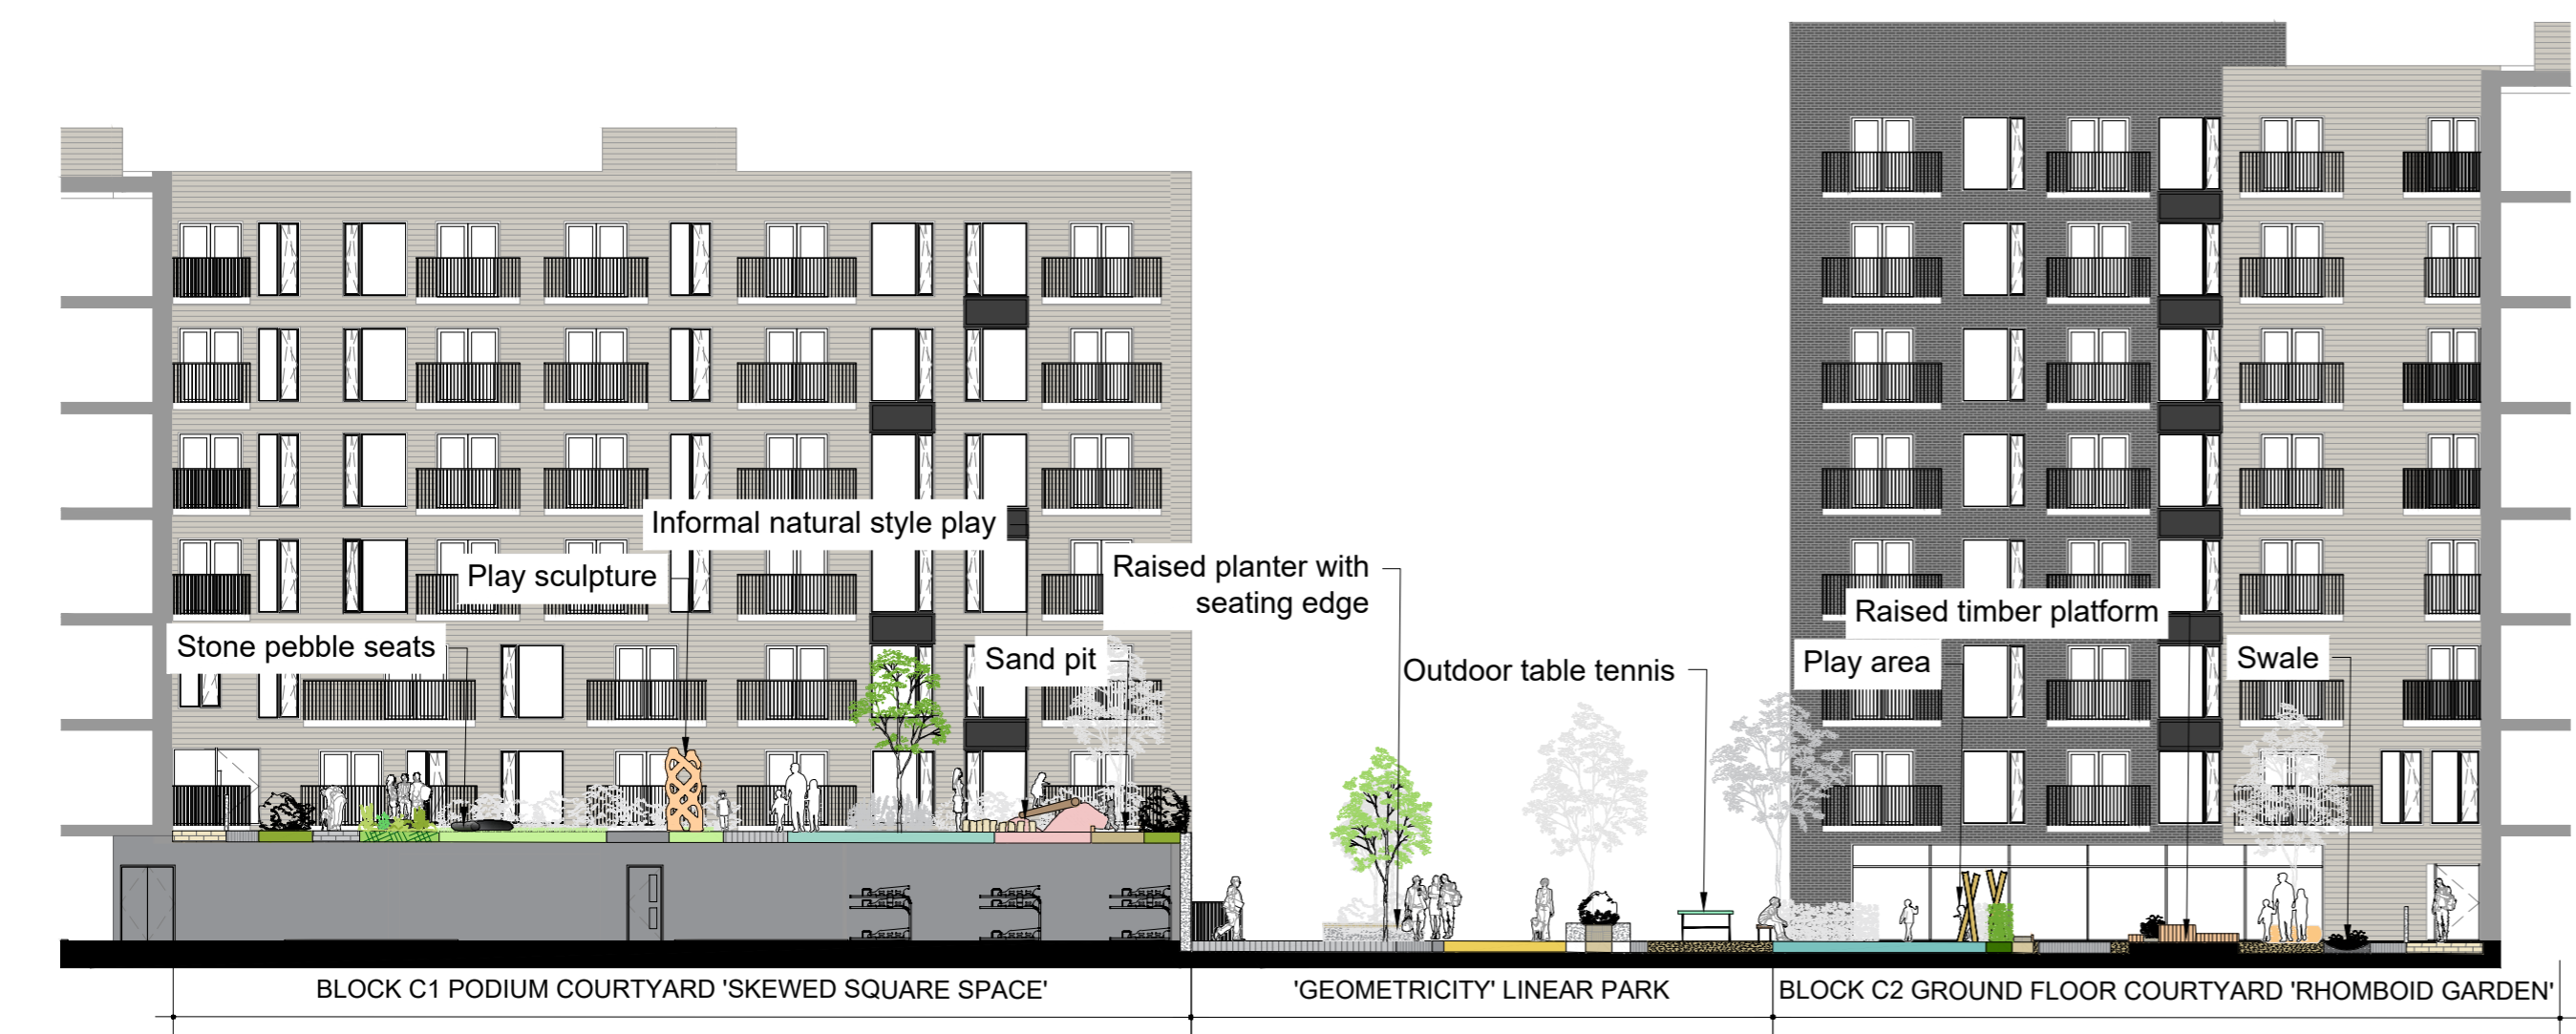 Informal natural style play
Play sculpture
Stone pebble seats
Sand pit
Raised planter with
seating edge
Outdoor table tennis
Raised timber platform
Play area
Swale
BLOCK C1 PODIUM COURTYARD 'SKEWED SQUARE SPACE'
'GEOMETRICITY' LINEAR PARK
BLOCK C2 GROUND FLOOR COURTYARD 'RHOMBOID GARDEN'